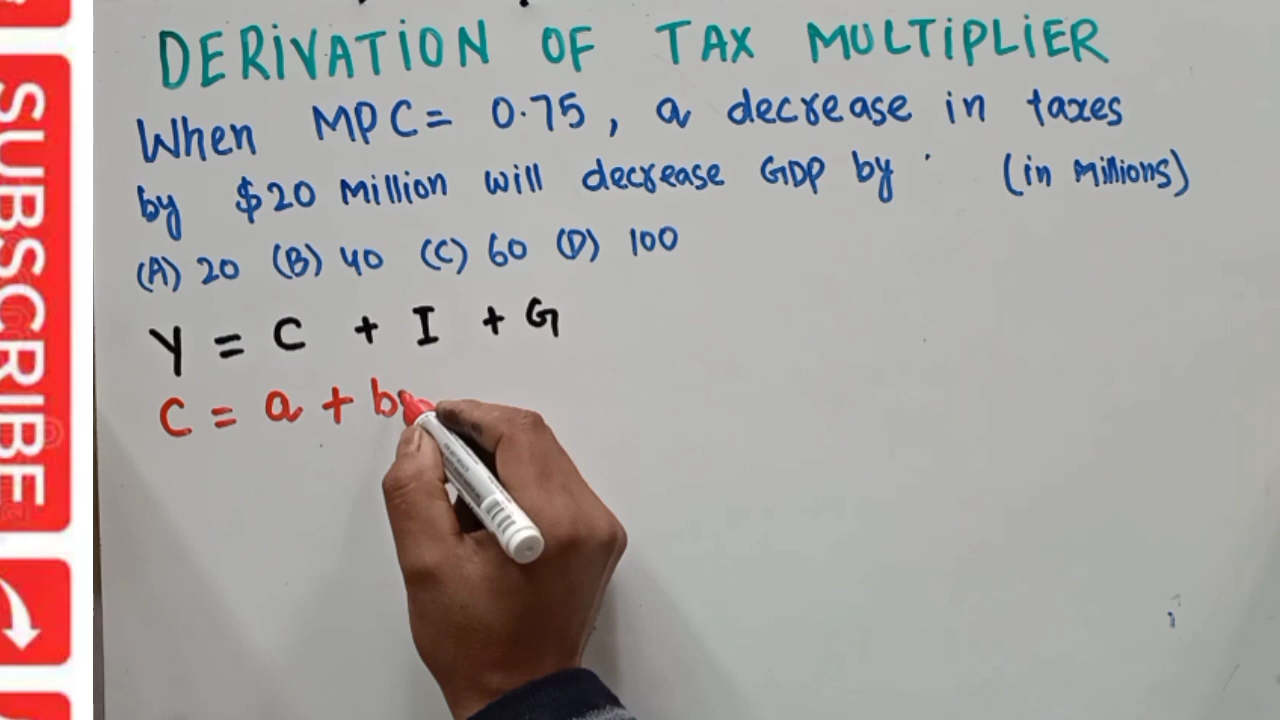 DERIVATION OF TAX MULTIPLIER
When MPC = 0.75, a decrease in taxes
by $20 Million will decrease GDP by (in Millions)
(A) 20 (B) 40 (C) 60 (D) 100
Y = C + I + G
C = a + b
SUBSCRIBE